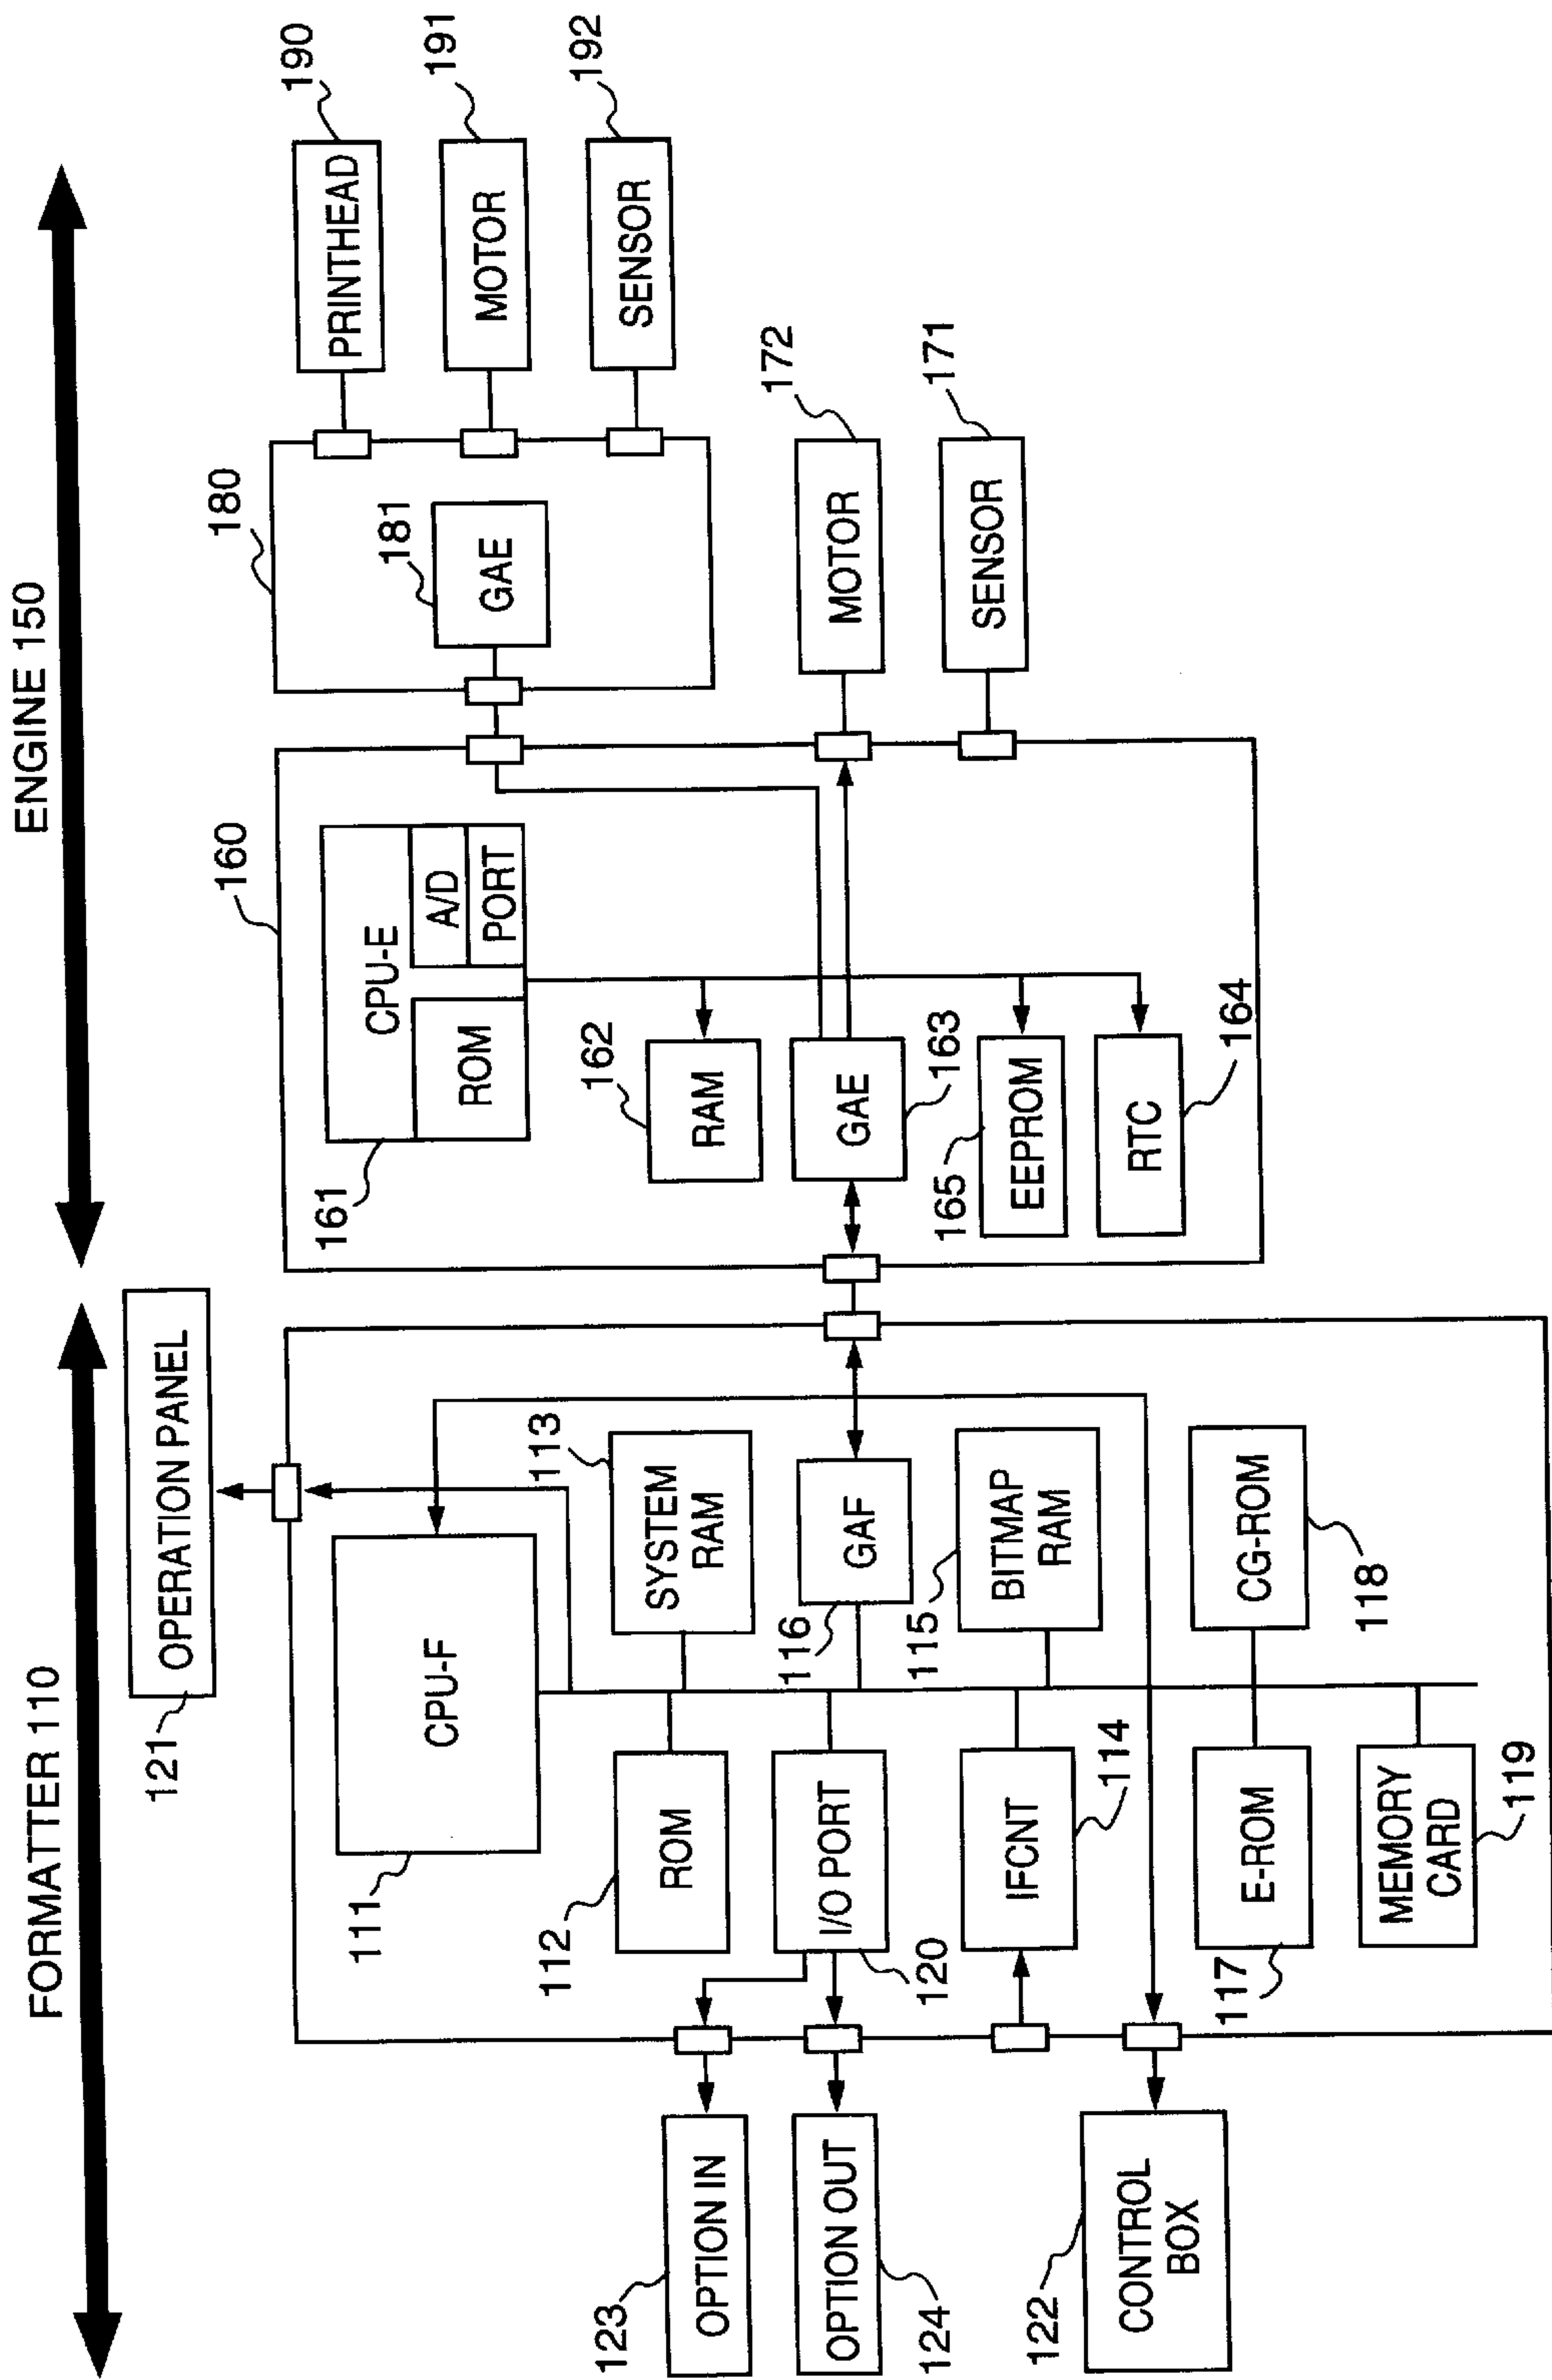 FORMATTER 110
ENGINE 150
OPERATION PANEL
121
111
CPU-F
112
ROM
113
SYSTEM
RAM
123
OPTION IN
I/O PORT
120
116
GAF
124
OPTION OUT
IFCNT
114
115
BITMAP
RAM
122
CONTROL
BOX
117
E-ROM
CG-ROM
118
MEMORY
CARD
119
160
161
CPU-E
ROM
A/D
PORT
162
RAM
GAE
163
165
EEPROM
RTC
164
180
181
GAE
PRINTHEAD
190
MOTOR
191
SENSOR
192
MOTOR
172
SENSOR
171